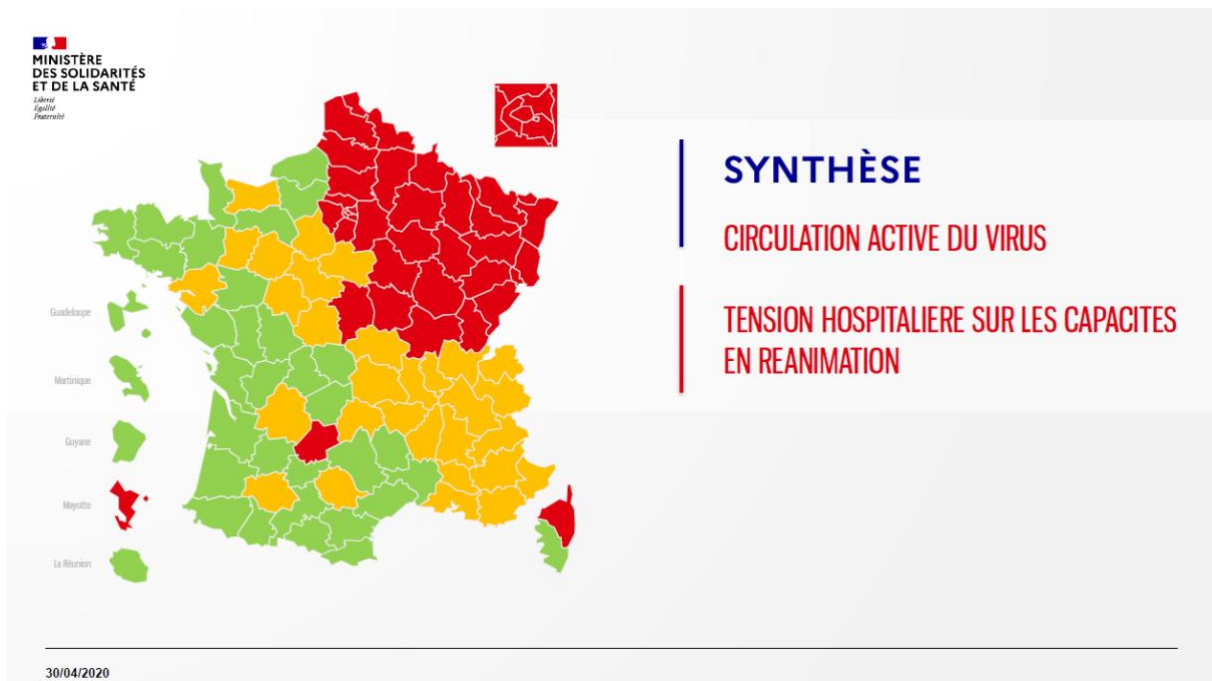 MINISTÈRE
DES SOLIDARITÉS
ET DE LA SANTÉ
Liberté
Égalité
Fraternité
SYNTHÈSE
CIRCULATION ACTIVE DU VIRUS
TENSION HOSPITALIERE SUR LES CAPACITES
EN REANIMATION
Guadeloupe
Martinique
Guyane
Mayotte
La Réunion
30/04/2020